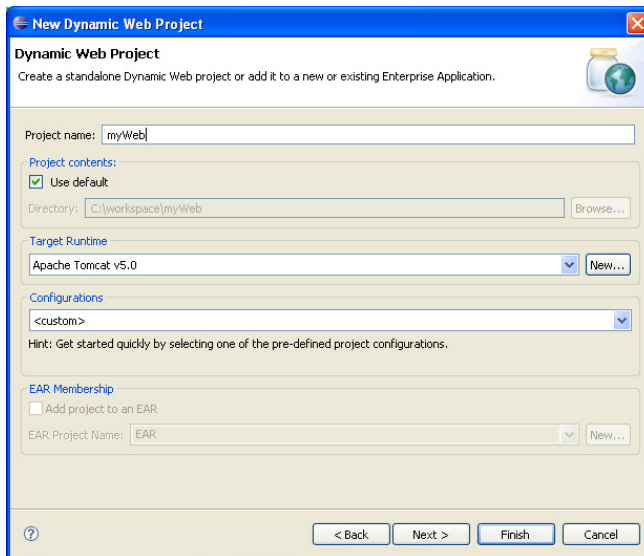 New Dynamic Web Project
Dynamic Web Project
Create a standalone Dynamic Web project or add it to a new or existing Enterprise Application.
Project name: myWeb
Project contents:
Use default
Directory: C:\workspace\myWeb Browse...
Target Runtime
Apache Tomcat v5.0 New...
Configurations
<custom>
Hint: Get started quickly by selecting one of the pre-defined project configurations.
EAR Membership
Add project to an EAR
EAR Project Name: EAR New...
? < Back Next > Finish Cancel